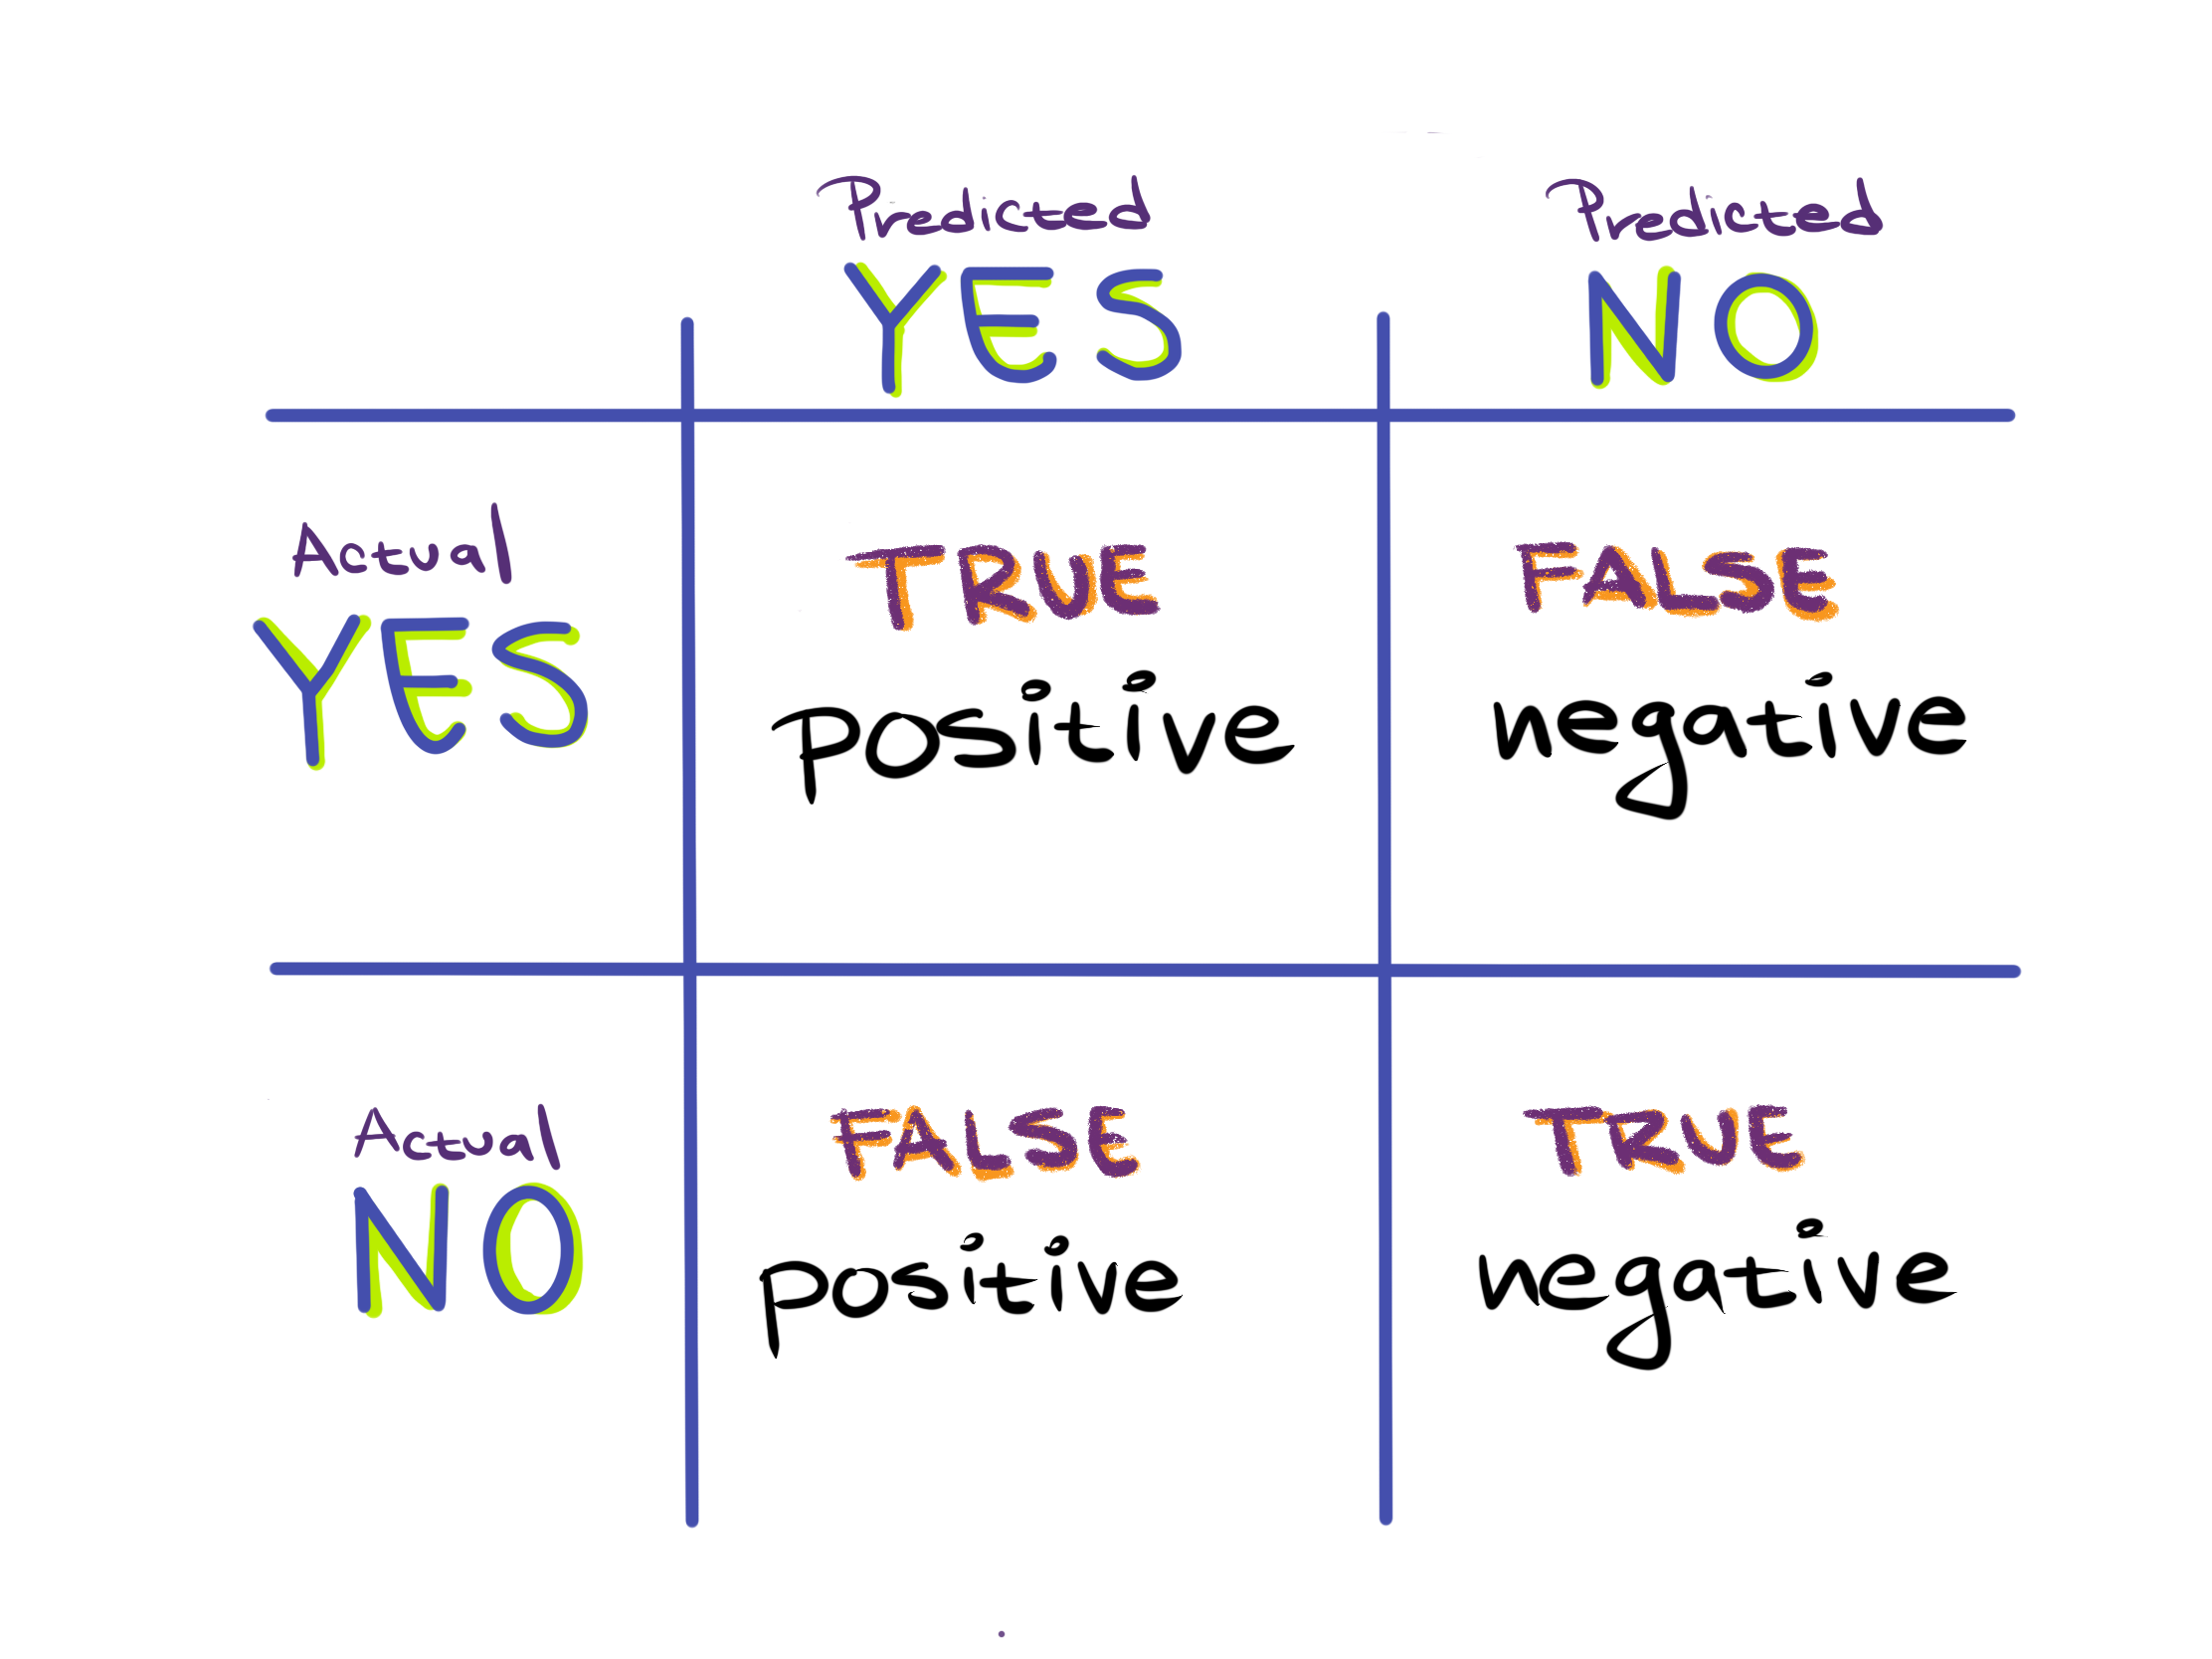 Predicted
YES
Predicted
NO
Actual
YES
TRUE
positive
FALSE
negative
Actual
NO
FALSE
positive
TRUE
negative